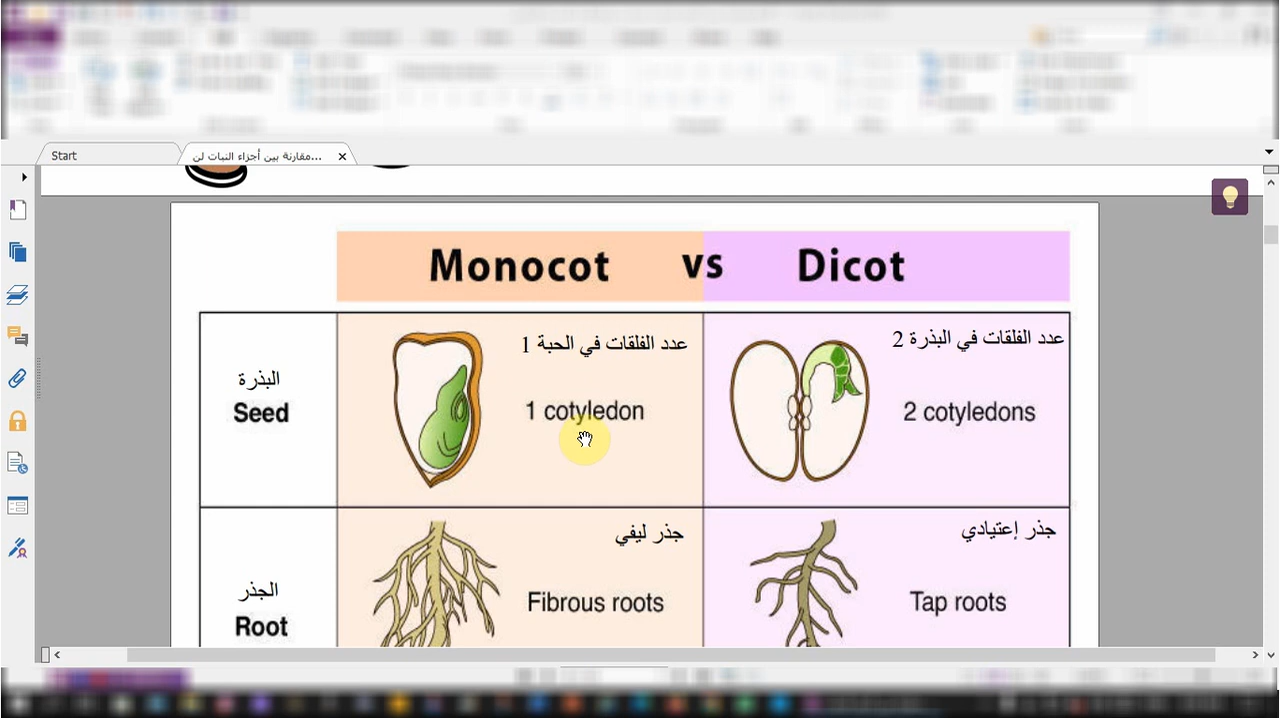 Start
مقارنة بين أجزاء النبات لن...
Monocot vs Dicot
البذرة
Seed
عدد الفلقات في الحبة 1
1 cotyledon
عدد الفلقات في البذرة 2
2 cotyledons
الجذر
Root
جذر ليفي
Fibrous roots
جذر إعتيادي
Tap roots